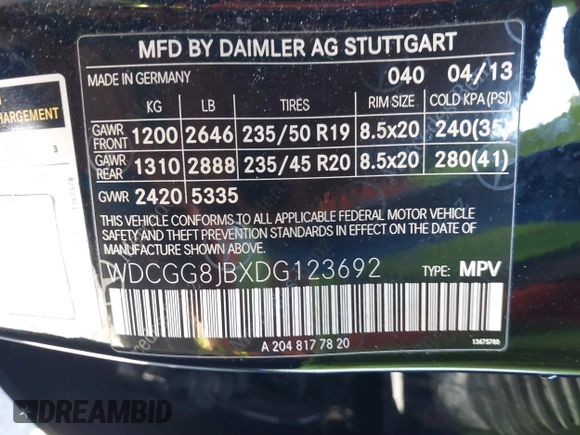 MFD BY DAIMLER AG STUTTGART
MADE IN GERMANY 040 04/13
KG LB TIRES RIM SIZE COLD KPA (PSI)
GAWR FRONT 1200 2646 235/50 R19 8.5x20 240(35)
GAWR REAR 1310 2888 235/45 R20 8.5x20 280(41)
GVWR 2420 5335
THIS VEHICLE CONFORMS TO ALL APPLICABLE FEDERAL MOTOR VEHICLE
SAFETY AND THEFT PREVENTION STANDARDS IN EFFECT ON THE DATE OF
MANUFACTURE SHOWN ABOVE.
WDCGG8JBXDG123692 TYPE: MPV
A 204 817 78 20 13675780
CHARGEMENT
3
DREAMBID